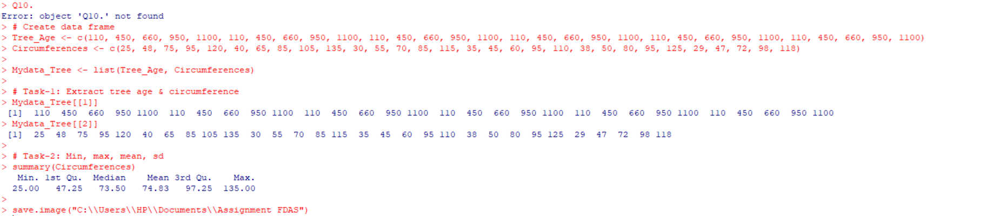 > Q10.
Error: object 'Q10.' not found
> # Create data frame
> Tree_Age <- c(110, 450, 660, 950, 1100, 110, 450, 660, 950, 1100, 110, 450, 660, 950, 1100, 110, 450, 660, 950, 1100, 110, 450, 660, 950, 1100, 110, 450, 660, 950, 1100)
> Circumferences <- c(25, 48, 75, 95, 120, 40, 65, 85, 105, 135, 30, 55, 70, 85, 115, 35, 45, 60, 95, 110, 38, 50, 80, 95, 125, 29, 47, 72, 98, 118)
>
> Mydata_Tree <- list(Tree_Age, Circumferences)
>
> # Task-1: Extract tree age & circumference
> Mydata_Tree[[1]]
[1]  110  450  660  950 1100  110  450  660  950 1100  110  450  660  950 1100  110  450  660  950 1100  110  450  660  950 1100  110  450  660  950 1100
> Mydata_Tree[[2]]
[1]  25  48  75  95 120  40  65  85 105 135  30  55  70  85 115  35  45  60  95 110  38  50  80  95 125  29  47  72  98 118
>
> # Task-2: Min, max, mean, sd
> summary(Circumferences)
Min. 1st Qu.  Median    Mean 3rd Qu.    Max.
25.00   47.25   73.50   74.83   97.25  135.00
>
> save.image("C:\\Users\\HP\\Documents\\Assignment FDAS")